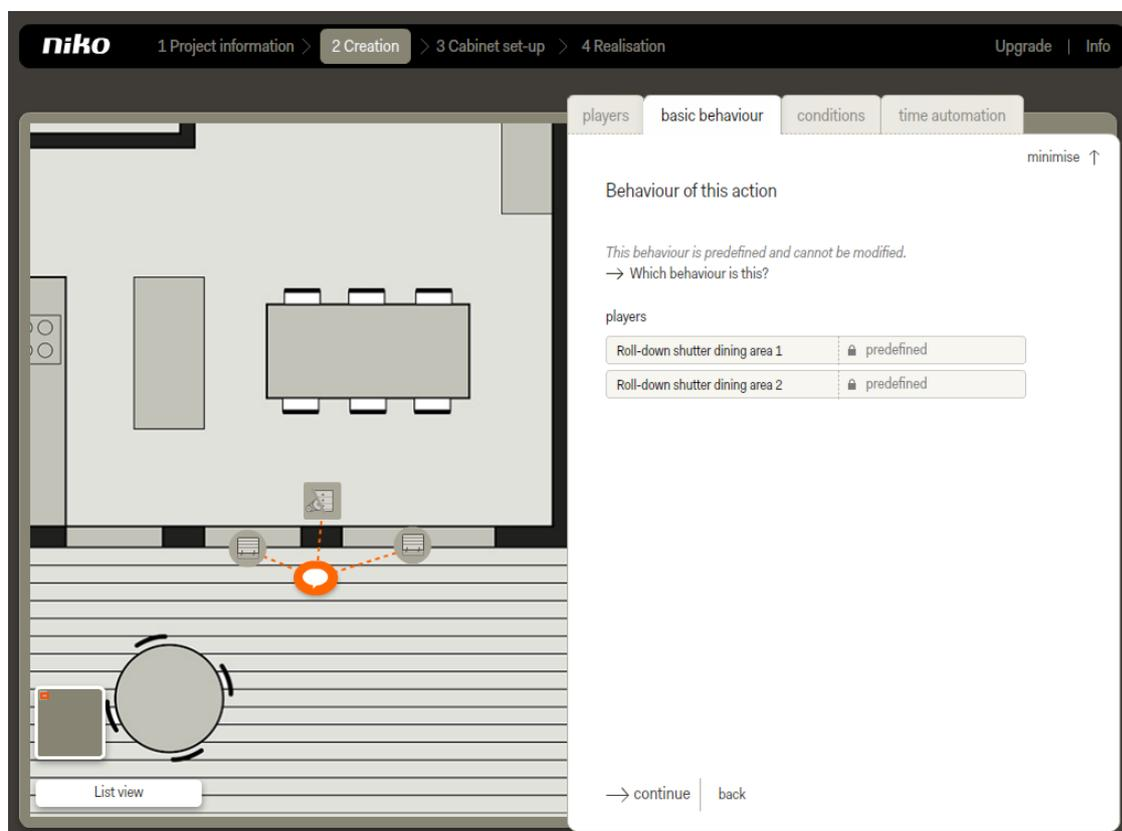 niko 1 Project information 2 Creation 3 Cabinet set-up 4 Realisation Upgrade | Info
players basic behaviour conditions time automation
minimise ↑
Behaviour of this action
This behaviour is predefined and cannot be modified.
→ Which behaviour is this?
players
Roll-down shutter dining area 1 predefined
Roll-down shutter dining area 2 predefined
List view
→ continue back